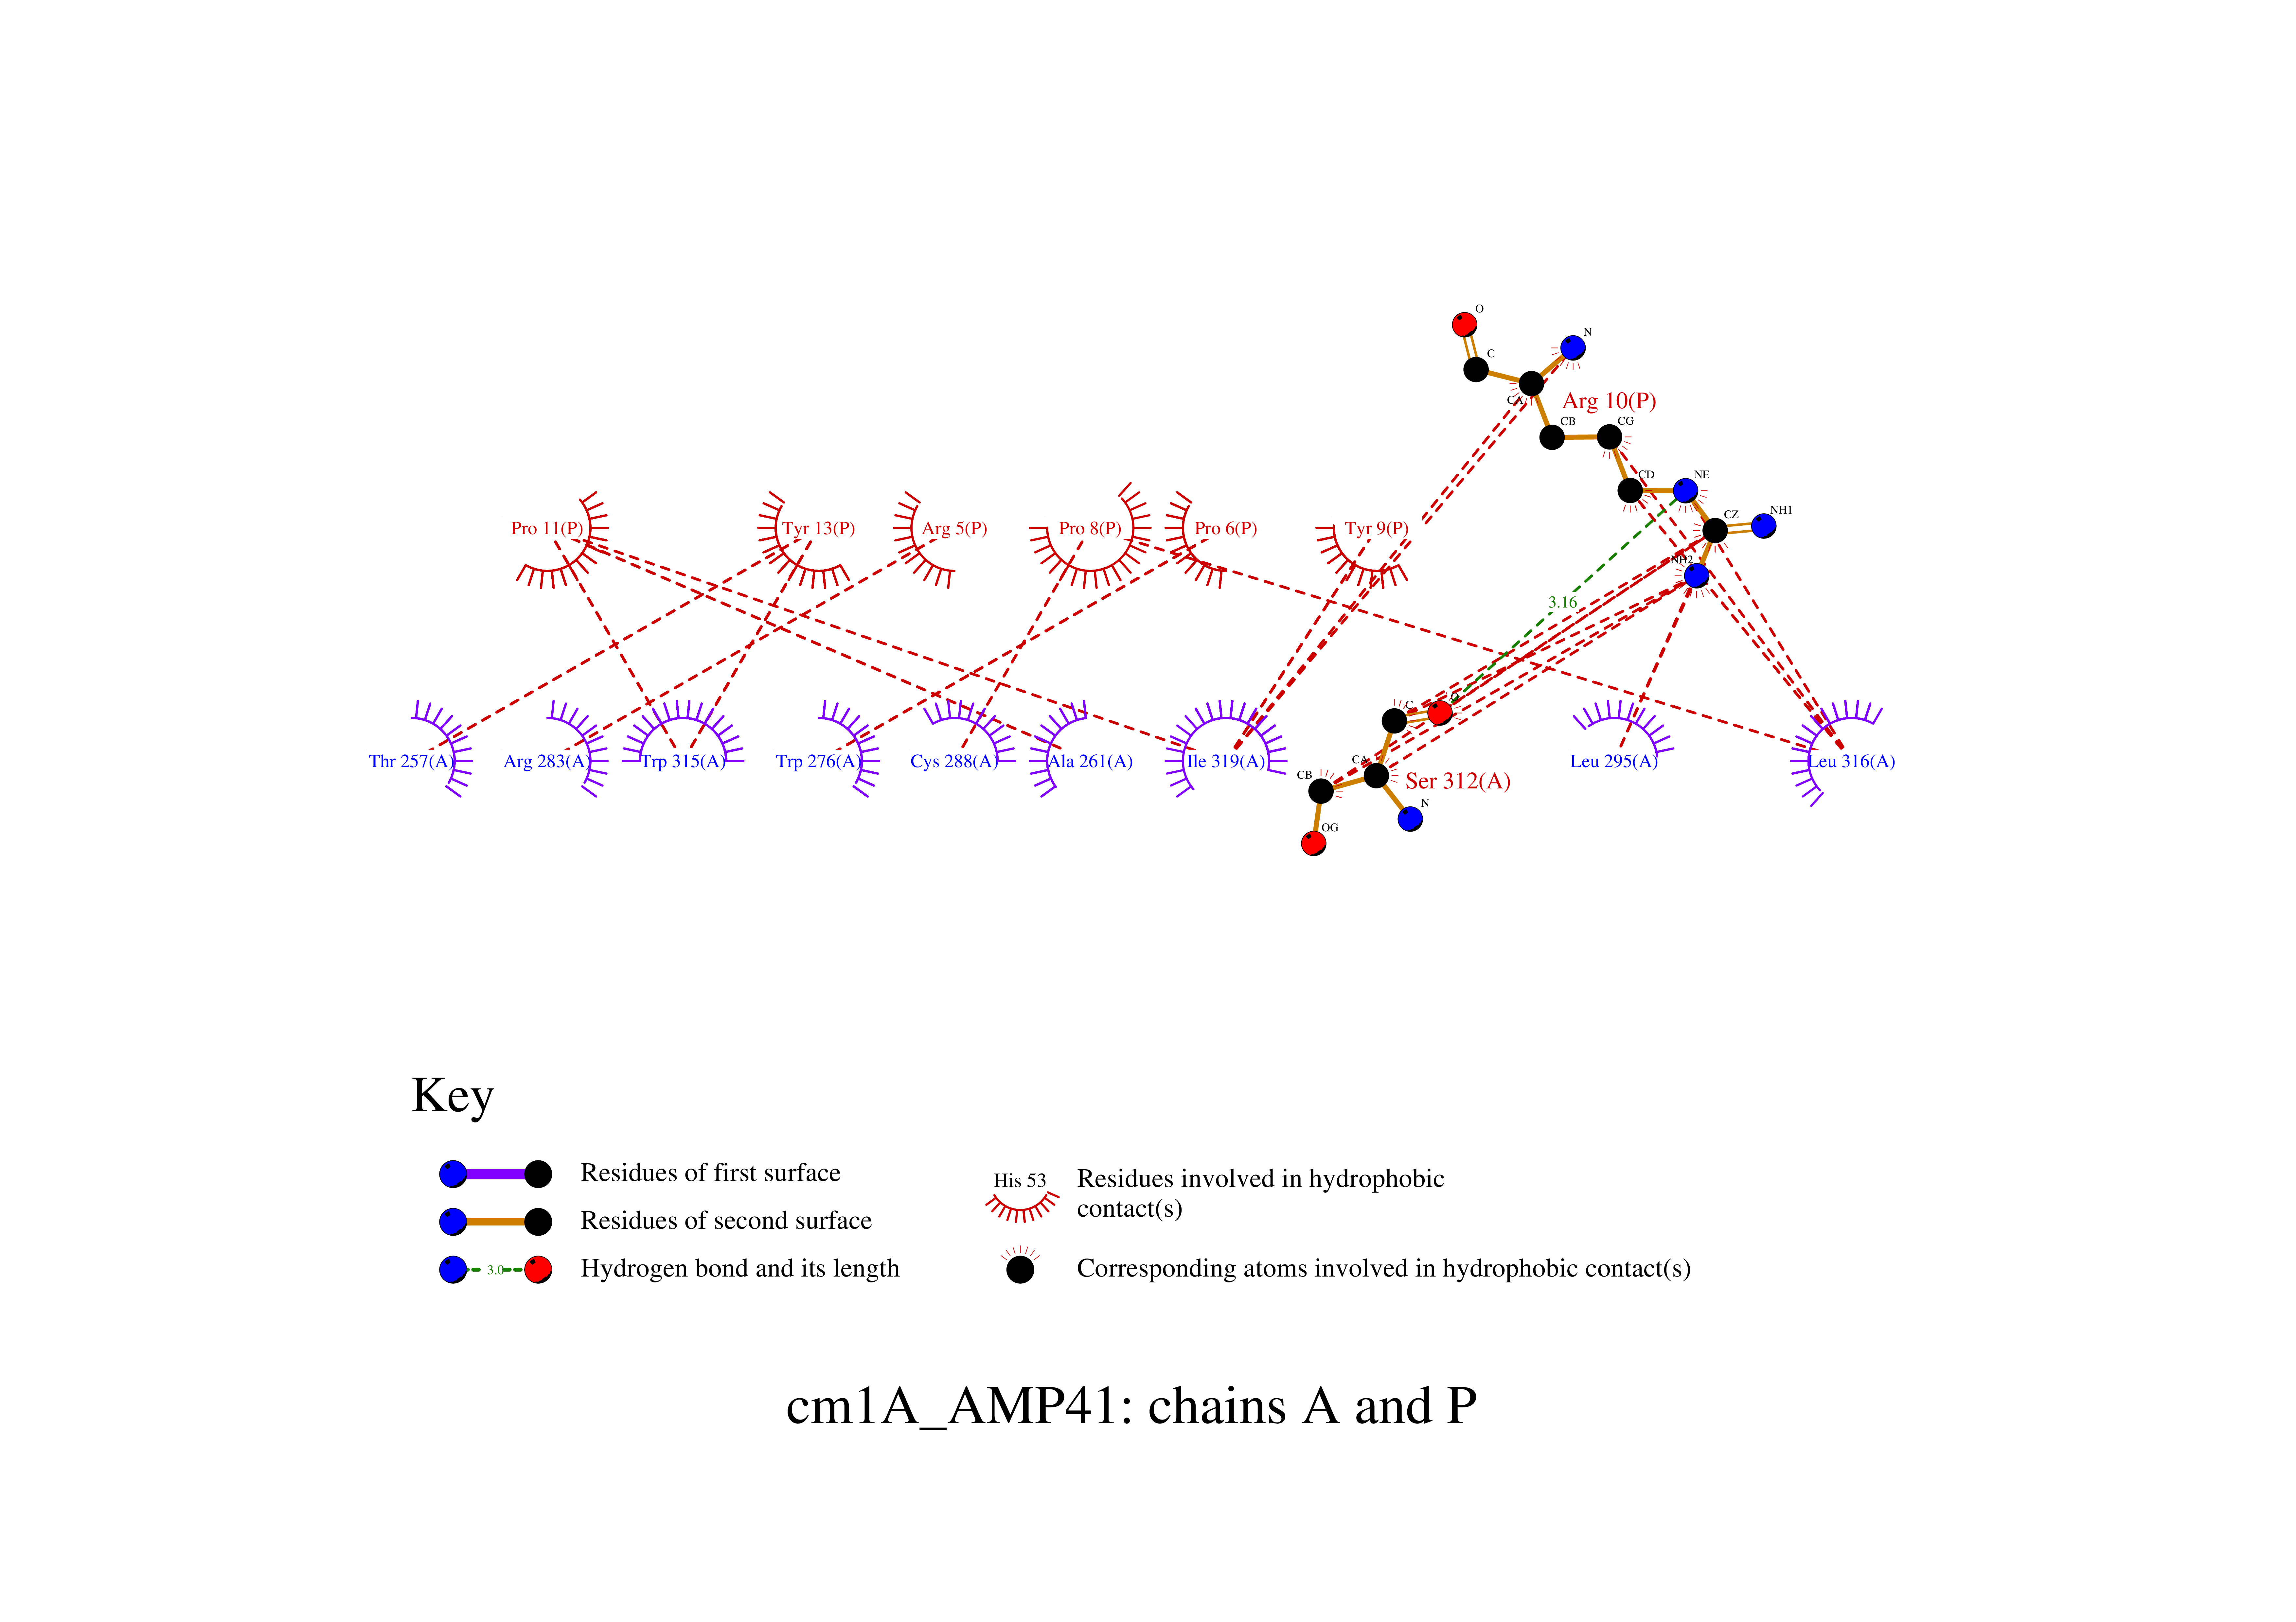 O
N
C
CA
Arg 10(P)
CB
CG
CD
NE
CZ
NH1
NH2
Pro 11(P)
Tyr 13(P)
Arg 5(P)
Pro 8(P)
Pro 6(P)
Tyr 9(P)
3.16
O
C
CA
CB
Ser 312(A)
N
OG
Thr 257(A)
Arg 283(A)
Trp 315(A)
Trp 276(A)
Cys 288(A)
Ala 261(A)
Ile 319(A)
Leu 295(A)
Leu 316(A)
Key
Residues of first surface
Residues of second surface
3.0
Hydrogen bond and its length
His 53
Residues involved in hydrophobic
contact(s)
Corresponding atoms involved in hydrophobic contact(s)
cm1A_AMP41: chains A and P